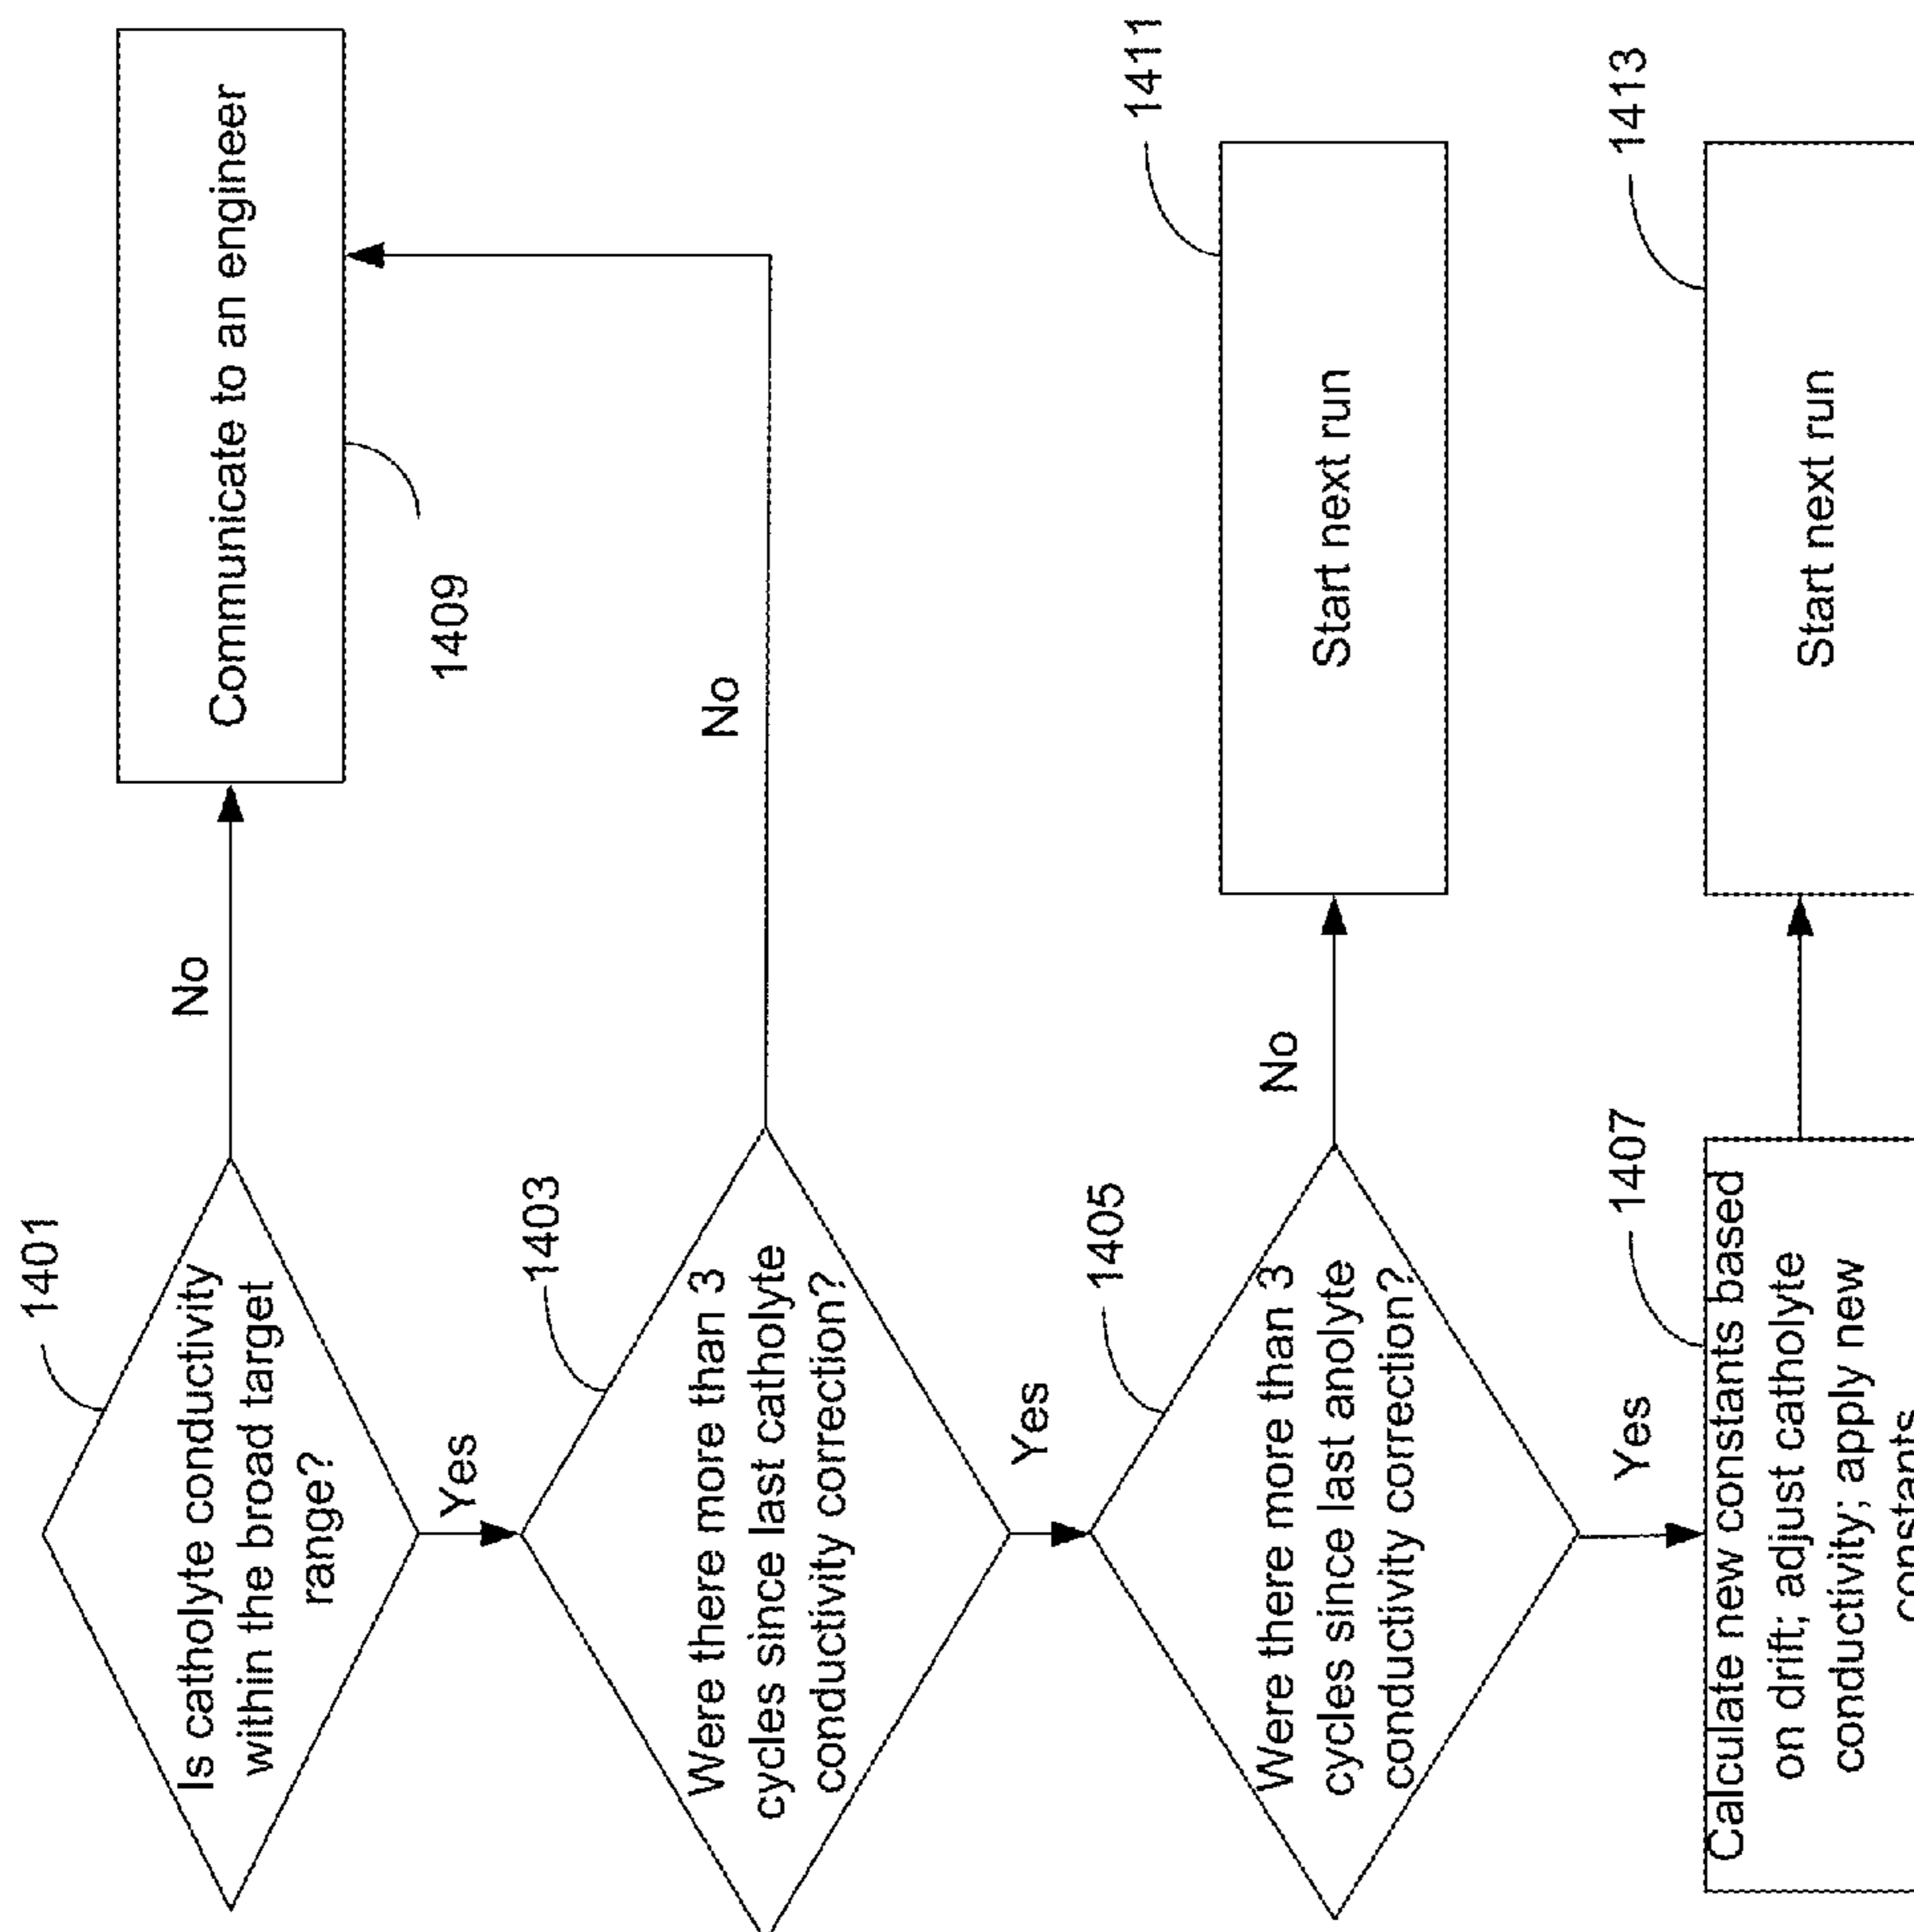 1401
Is catholyte conductivity
within the broad target
range?
No
Communicate to an engineer
1409
Yes
1403
Were there more than 3
cycles since last catholyte
conductivity correction?
No
Yes
1405
Were there more than 3
cycles since last anolyte
conductivity correction?
No
Start next run
1411
Yes
1407
Calculate new constants based
on drift; adjust catholyte
conductivity; apply new
constants
Start next run
1413